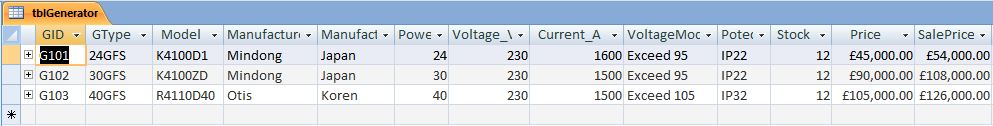 tblGenerator
GID GType Model Manufacture Manufact Powe Voltage_V Current_A VoltageMod Potec Stock Price SalePrice
G101 24GFS K4100D1 Mindong Japan 24 230 1600 Exceed 95 IP22 12 £45,000.00 £54,000.00
G102 30GFS K4100ZD Mindong Japan 30 230 1500 Exceed 95 IP22 12 £90,000.00 £108,000.00
G103 40GFS R4110D40 Otis Koren 40 230 1500 Exceed 105 IP32 12 £105,000.00 £126,000.00